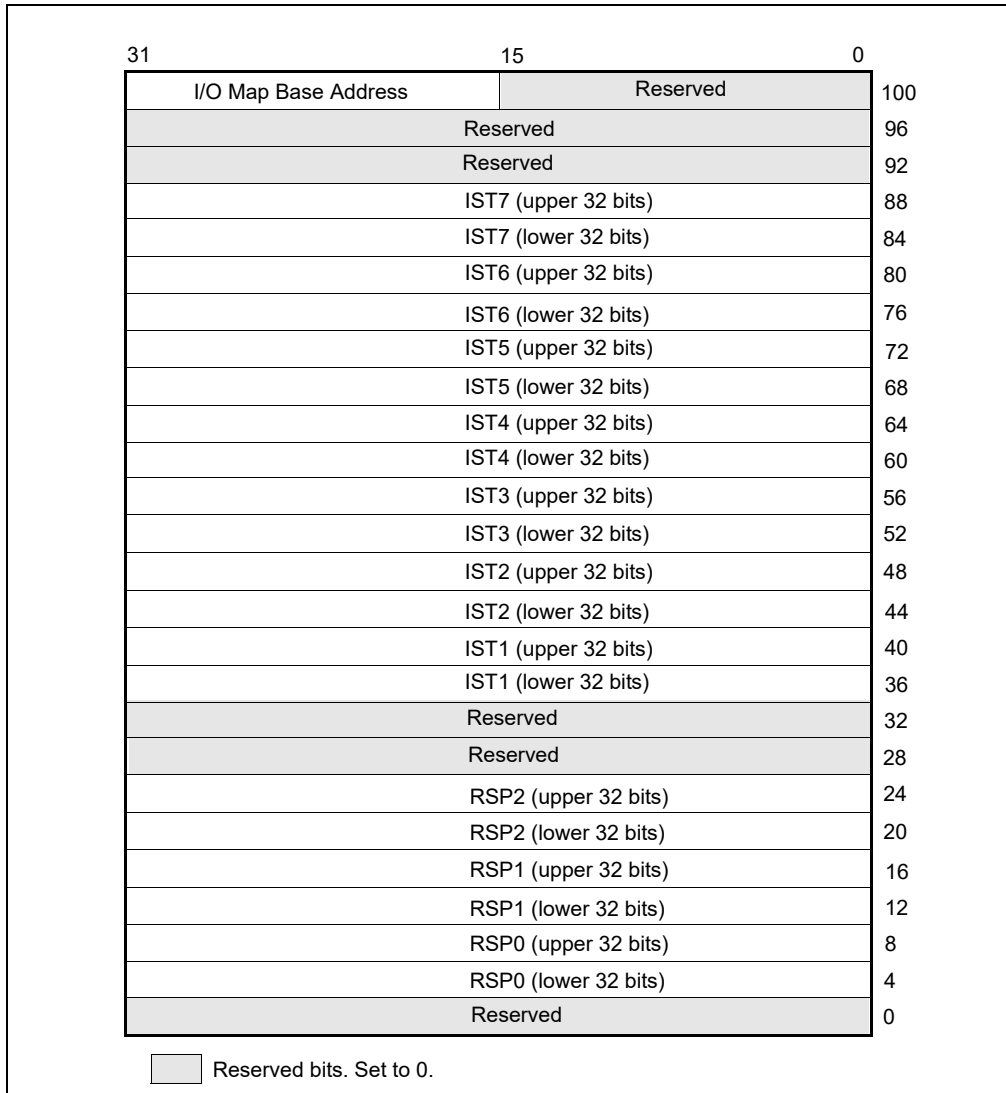 31 15 0
I/O Map Base Address Reserved 100
Reserved 96
Reserved 92
IST7 (upper 32 bits) 88
IST7 (lower 32 bits) 84
IST6 (upper 32 bits) 80
IST6 (lower 32 bits) 76
IST5 (upper 32 bits) 72
IST5 (lower 32 bits) 68
IST4 (upper 32 bits) 64
IST4 (lower 32 bits) 60
IST3 (upper 32 bits) 56
IST3 (lower 32 bits) 52
IST2 (upper 32 bits) 48
IST2 (lower 32 bits) 44
IST1 (upper 32 bits) 40
IST1 (lower 32 bits) 36
Reserved 32
Reserved 28
RSP2 (upper 32 bits) 24
RSP2 (lower 32 bits) 20
RSP1 (upper 32 bits) 16
RSP1 (lower 32 bits) 12
RSP0 (upper 32 bits) 8
RSP0 (lower 32 bits) 4
Reserved 0
Reserved bits. Set to 0.